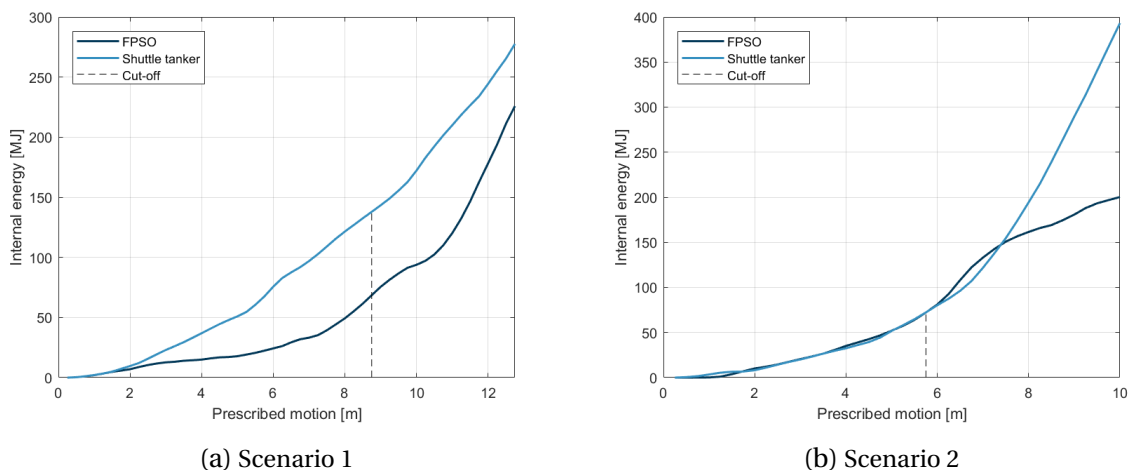 300
250
200
150
100
50
0
Internal energy [MJ]
FPSO
Shuttle tanker
Cut-off
0 2 4 6 8 10 12
Prescribed motion [m]
(a) Scenario 1
400
350
300
250
200
150
100
50
0
Internal energy [MJ]
FPSO
Shuttle tanker
Cut-off
0 2 4 6 8 10
Prescribed motion [m]
(b) Scenario 2